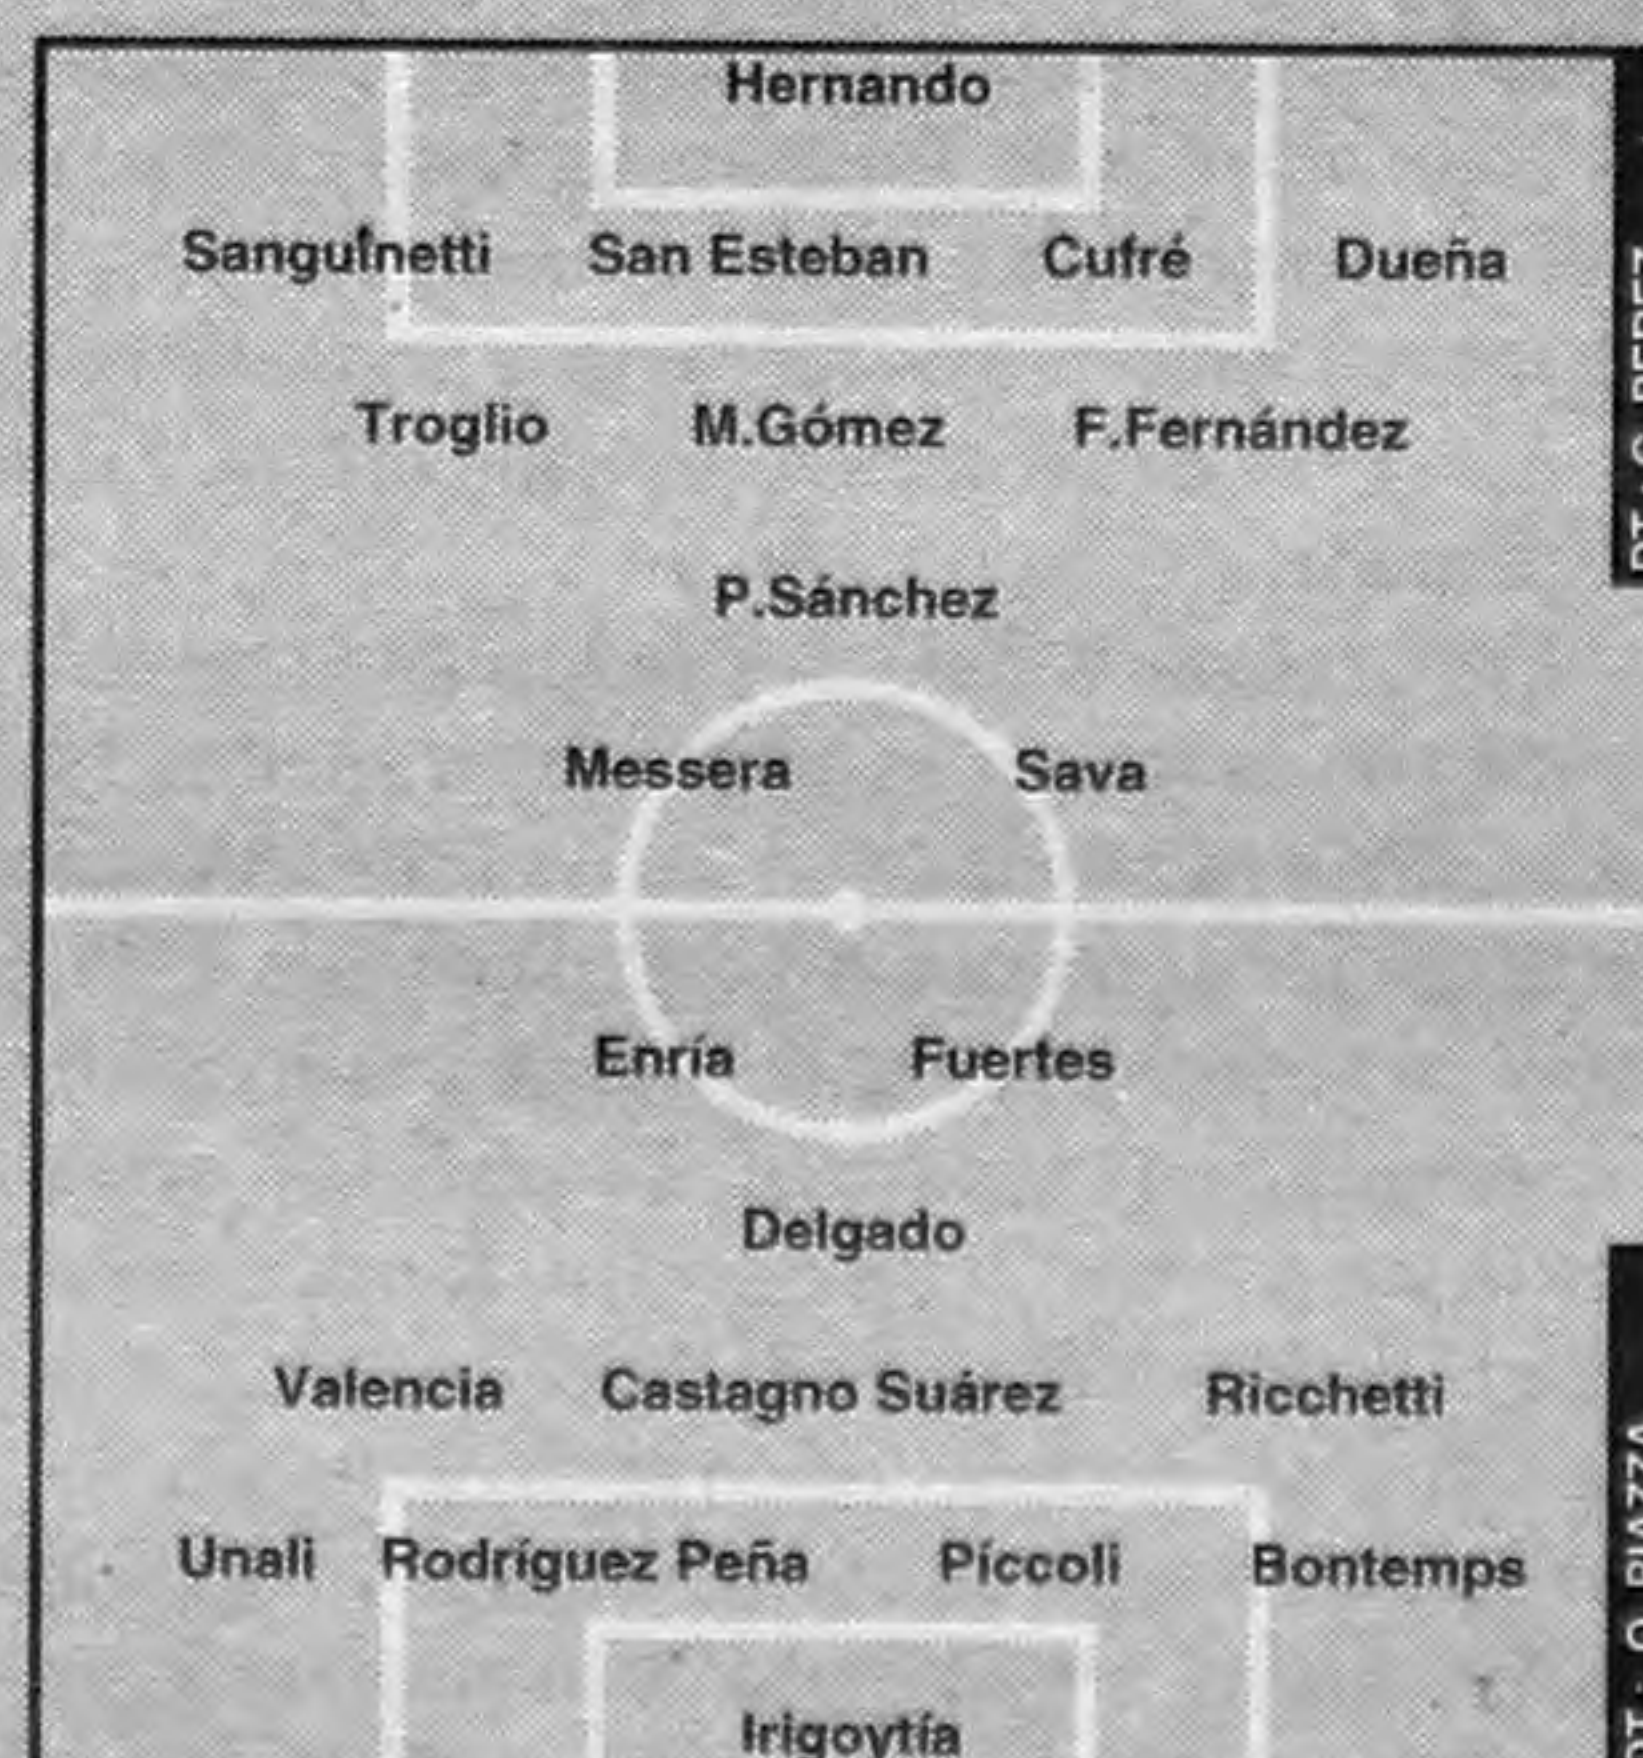 Hernando
Sanguinetti San Esteban Cufré Dueña
Troglio M.Gómez F.Fernández
P.Sánchez
Messera Sava
Enría Fuertes
Delgado
Valencia Castagno Suárez Ricchetti
Unali Rodríguez Peña Píccoli Bontemps
Irigoytía